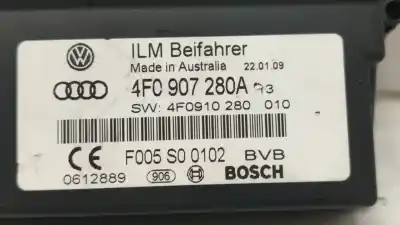 ILM Beifahrer
Made in Australia 22.01.09
4F0 907 280A
SW: 4F0910 280 010
CE F005 S0 0102 BVB
0612889 906 BOSCH